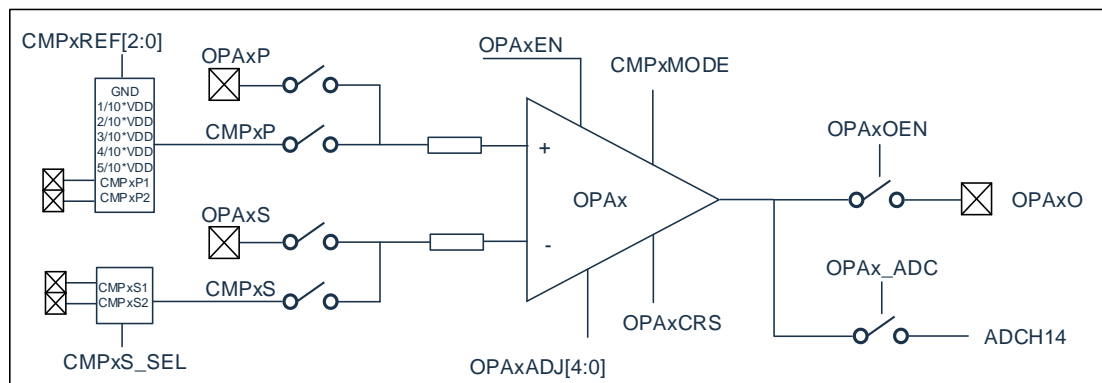 CMPxREF[2:0]
OPAxP
OPAxEN
CMPxMODE
GND
1/10*VDD
2/10*VDD
3/10*VDD
4/10*VDD
5/10*VDD
CMPxP1
CMPxP2
CMPxP
+
OPAx
-
OPAxOEN
OPAxO
OPAxS
CMPxS1
CMPxS2
CMPxS
CMPxS_SEL
OPAxADJ[4:0]
OPAxCRS
OPAx_ADC
ADCH14